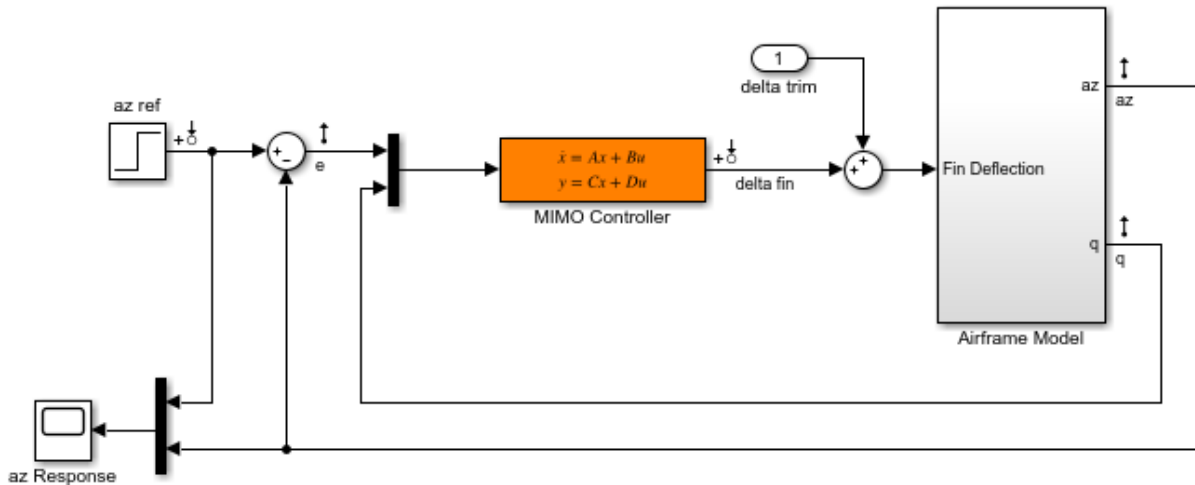 az ref
+
+
−
e
ẋ = Ax + Bu
y = Cx + Du
MIMO Controller
+
delta fin
1
delta trim
+
+
Fin Deflection
az
az
q
q
Airframe Model
az Response